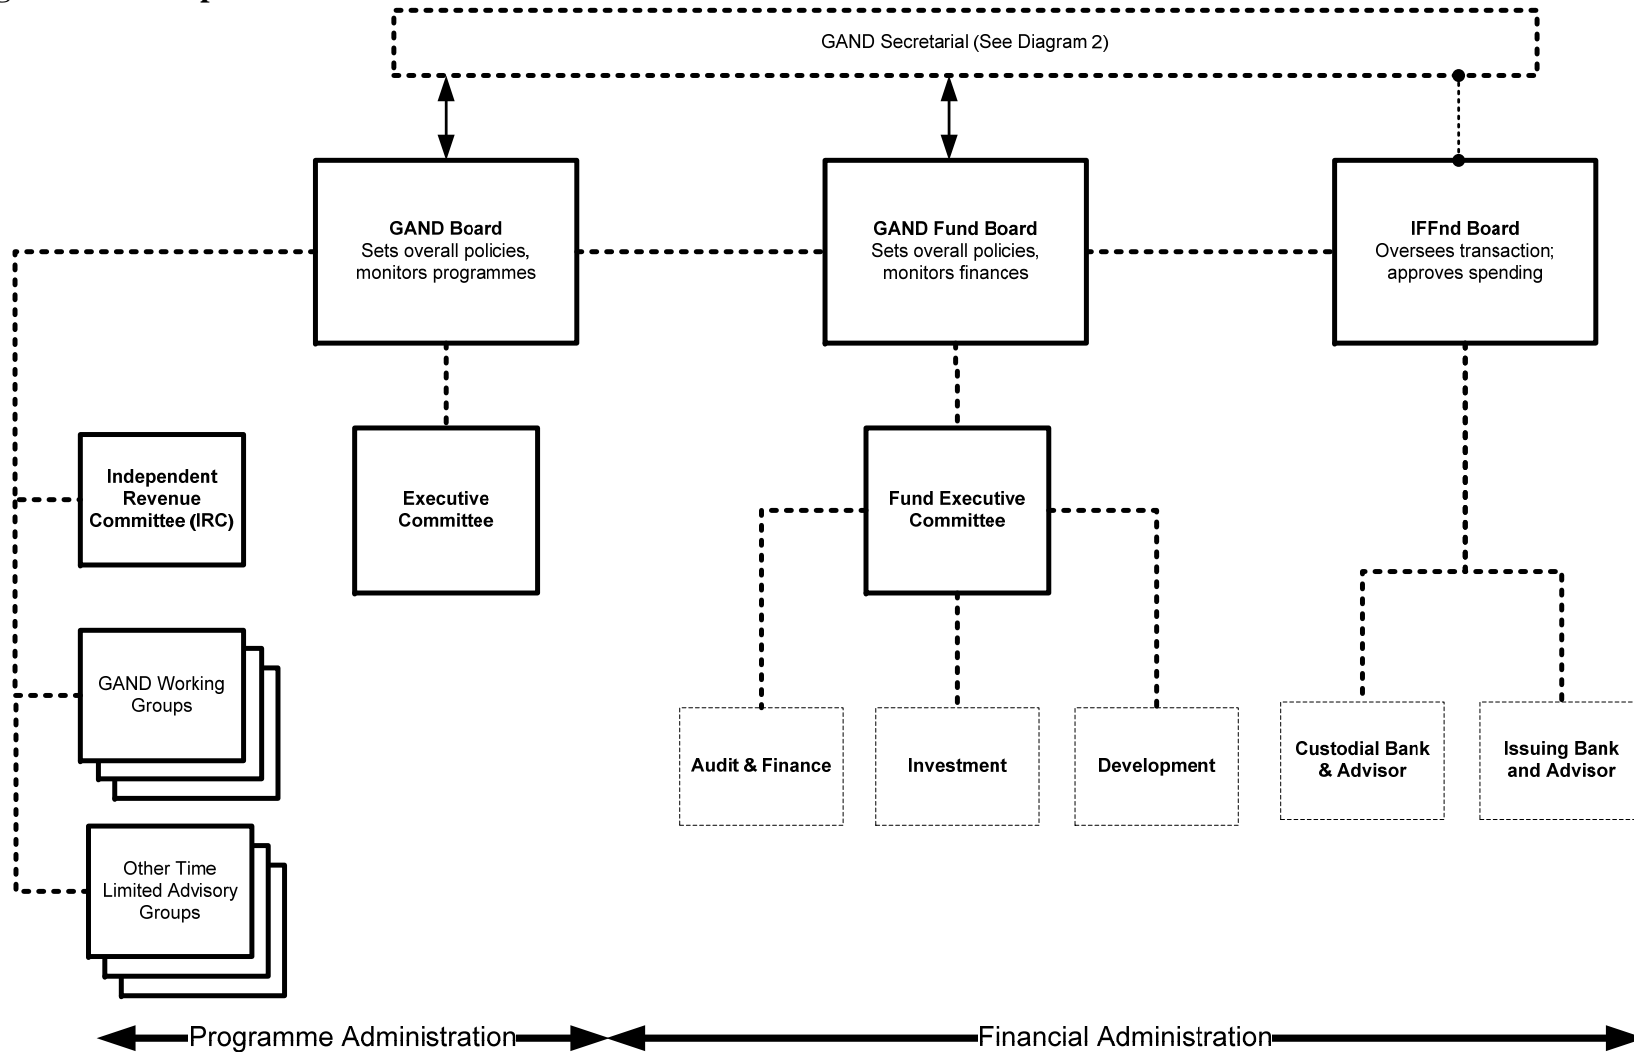 GAND Secretarial (See Diagram 2)
GAND Board
Sets overall policies,
monitors programmes
GAND Fund Board
Sets overall policies,
monitors finances
IFFnd Board
Oversees transaction;
approves spending
Independent
Revenue
Committee (IRC)
Executive
Committee
Fund Executive
Committee
GAND Working
Groups
Audit & Finance
Investment
Development
Custodial Bank
& Advisor
Issuing Bank
and Advisor
Other Time
Limited Advisory
Groups
Programme Administration
Financial Administration